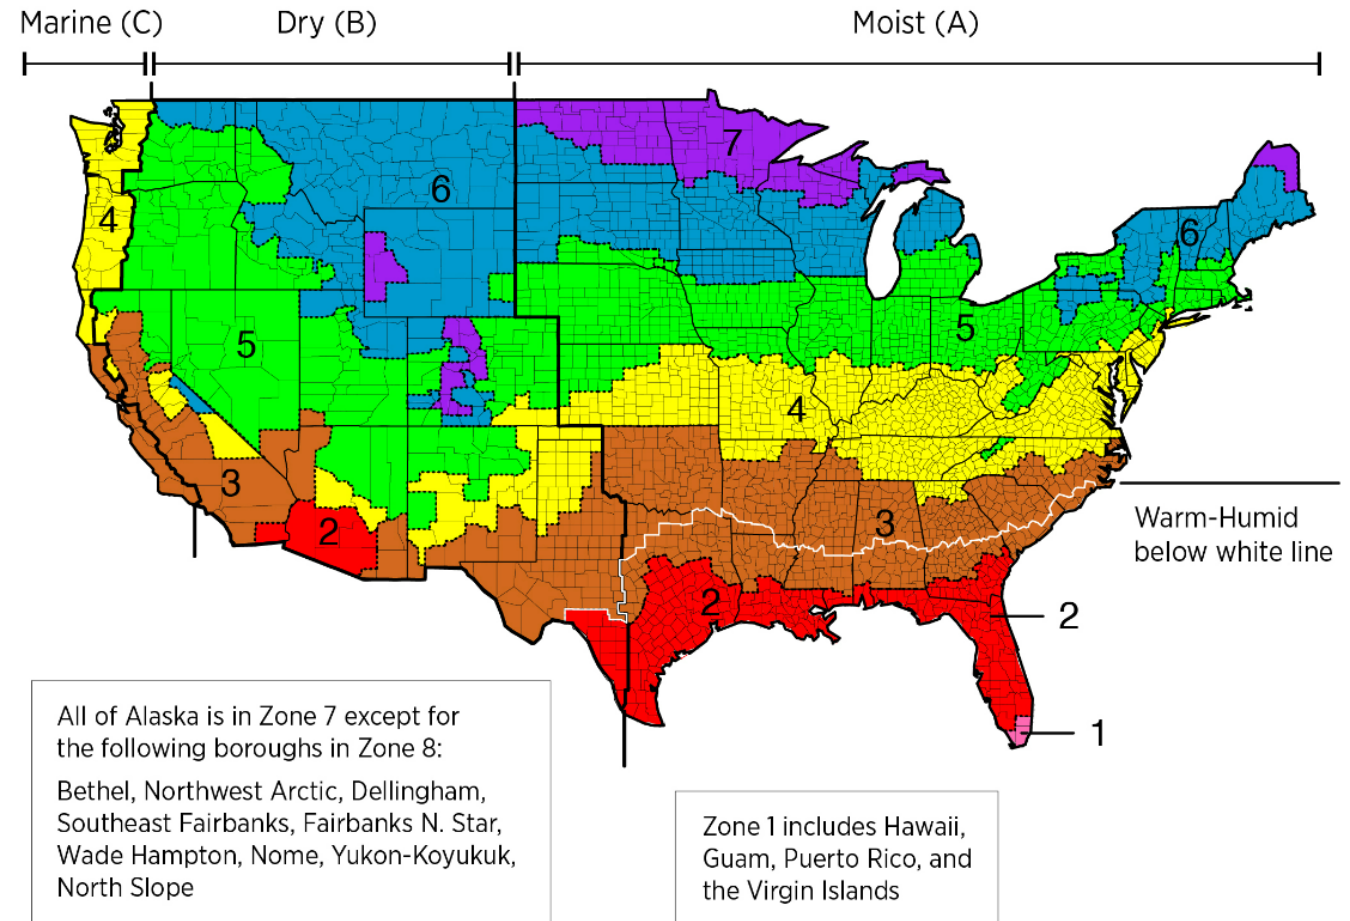 Marine (C)
Dry (B)
Moist (A)
7
6
4
6
5
5
4
3
2
3
2
Warm-Humid
below white line
2
1
All of Alaska is in Zone 7 except for
the following boroughs in Zone 8:
Bethel, Northwest Arctic, Dellingham,
Southeast Fairbanks, Fairbanks N. Star,
Wade Hampton, Nome, Yukon-Koyukuk,
North Slope
Zone 1 includes Hawaii,
Guam, Puerto Rico, and
the Virgin Islands